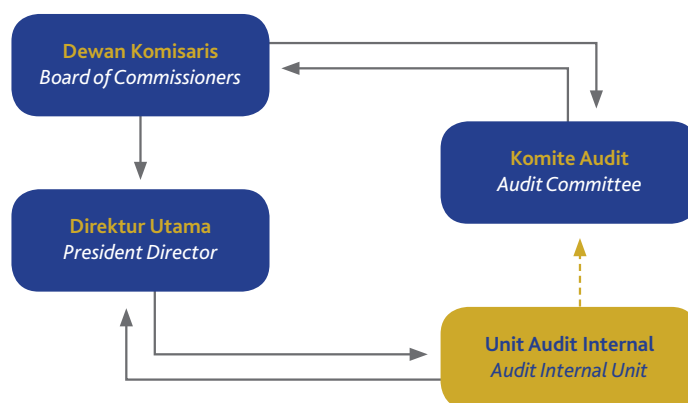 Dewan Komisaris
Board of Commissioners
Komite Audit
Audit Committee
Direktur Utama
President Director
Unit Audit Internal
Audit Internal Unit